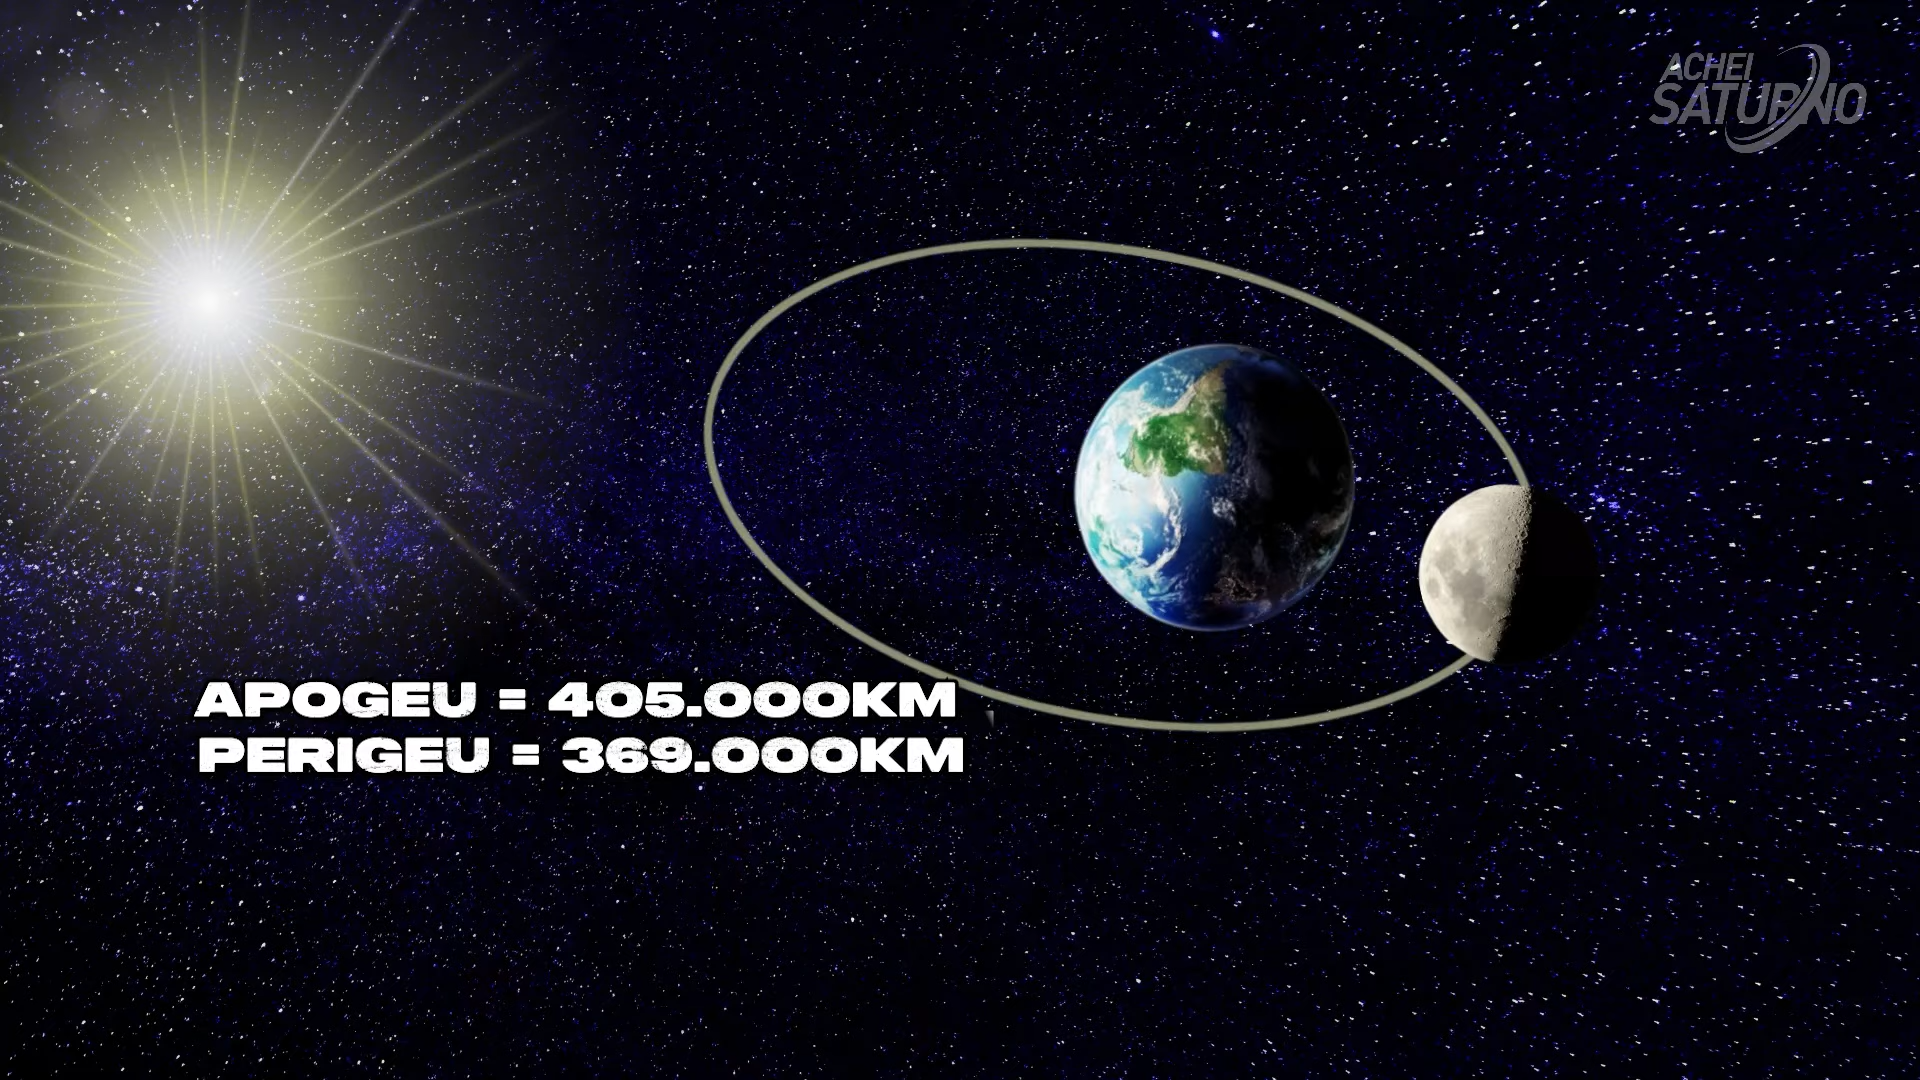 ACHEI
SATURNO
APOGEU = 405.000KM
PERIGEU = 369.000KM